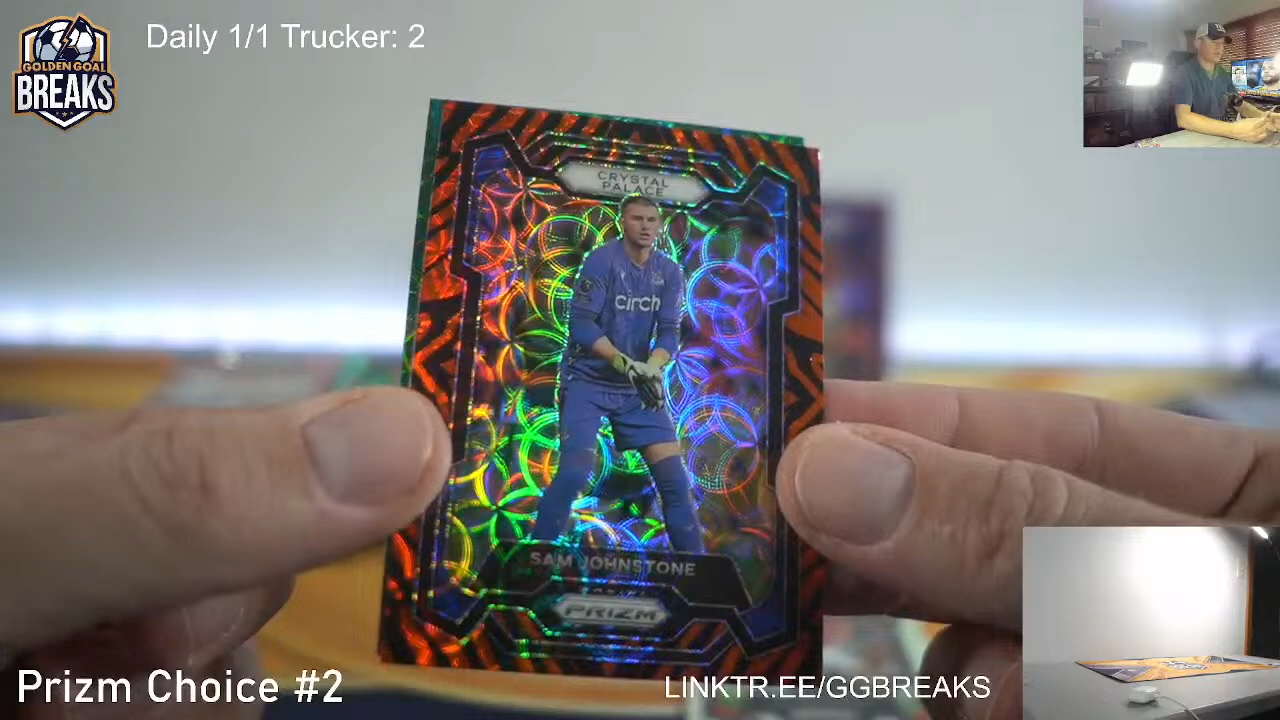 Daily 1/1 Trucker: 2
GOLDEN GOAL
BREAKS
CRYSTAL
PALACE
cinch
SAM JOHNSTONE
PRIZM
Prizm Choice #2
LINKTR.EE/GGBREAKS